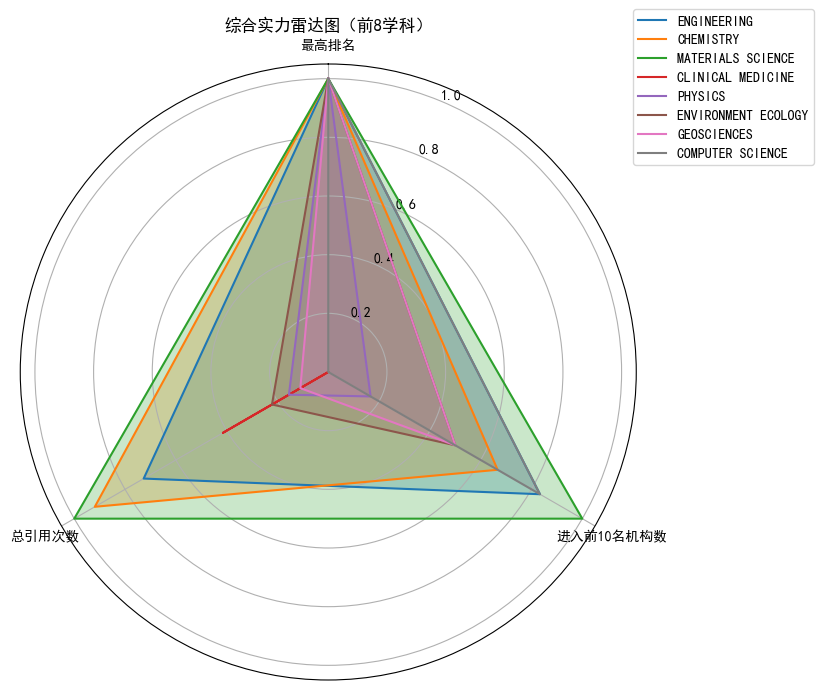 综合实力雷达图（前8学科）
最高排名
ENGINEERING
CHEMISTRY
MATERIALS SCIENCE
CLINICAL MEDICINE
PHYSICS
ENVIRONMENT ECOLOGY
GEOSCIENCES
COMPUTER SCIENCE
1.0
0.8
0.6
0.4
0.2
总引用次数
进入前10名机构数